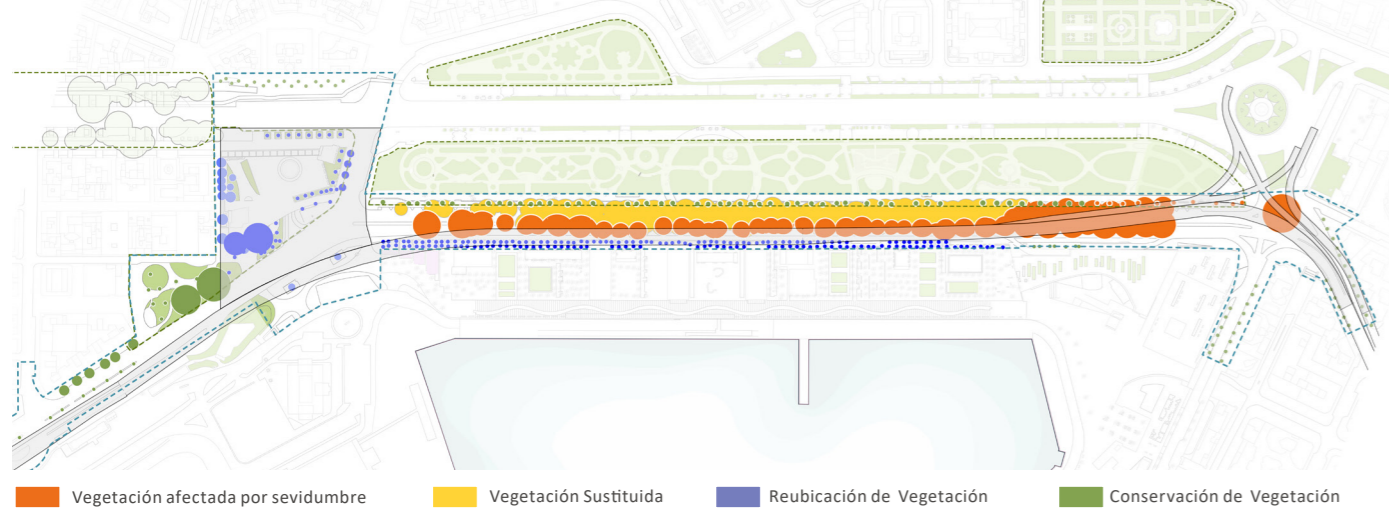 Vegetación afectada por sevidumbre
Vegetación Sustituida
Reubicación de Vegetación
Conservación de Vegetación